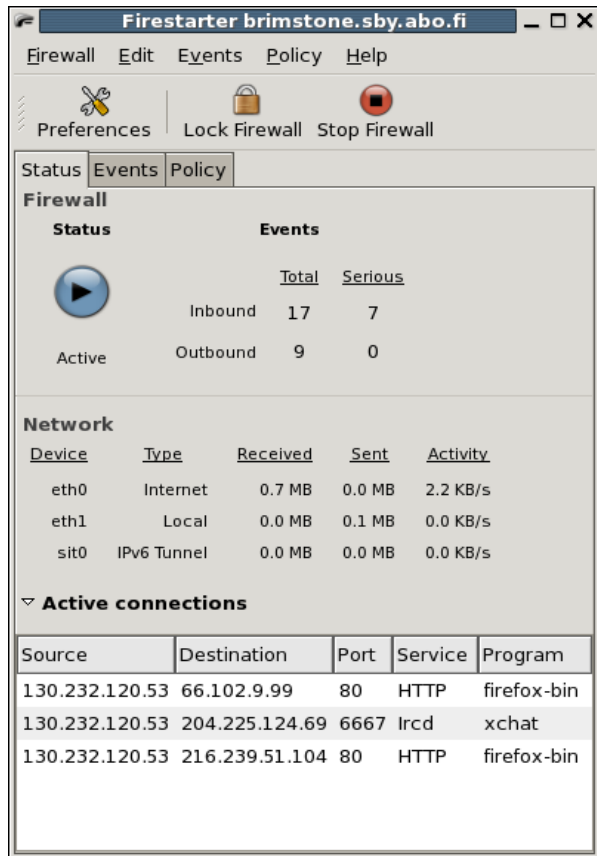 Firestarter brimstone.sby.abo.fi
Firewall Edit Events Policy Help
Preferences Lock Firewall Stop Firewall
Status Events Policy
Firewall
Status Events
Total Serious
Inbound 17 7
Active Outbound 9 0
Network
Device Type Received Sent Activity
eth0 Internet 0.7 MB 0.0 MB 2.2 KB/s
eth1 Local 0.0 MB 0.1 MB 0.0 KB/s
sit0 IPv6 Tunnel 0.0 MB 0.0 MB 0.0 KB/s
Active connections
Source Destination Port Service Program
130.232.120.53 66.102.9.99 80 HTTP firefox-bin
130.232.120.53 204.225.124.69 6667 Ircd xchat
130.232.120.53 216.239.51.104 80 HTTP firefox-bin